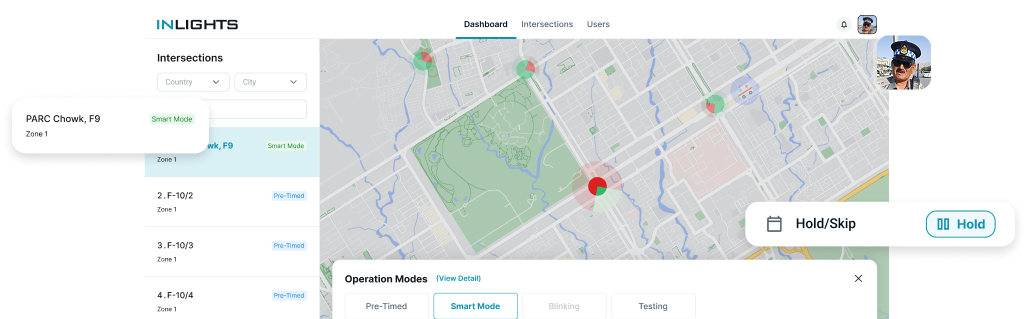 INLIGHTS
Dashboard
Intersections
Users
Intersections
Country
City
PARC Chowk, F9
Smart Mode
Zone 1
wk, F9
Smart Mode
Zone 1
2. F-10/2
Pre-Timed
Zone 1
3. F-10/3
Pre-Timed
Zone 1
4. F-10/4
Pre-Timed
Zone 1
Hold/Skip
Hold
Operation Modes
(View Detail)
Pre-Timed
Smart Mode
Blinking
Testing